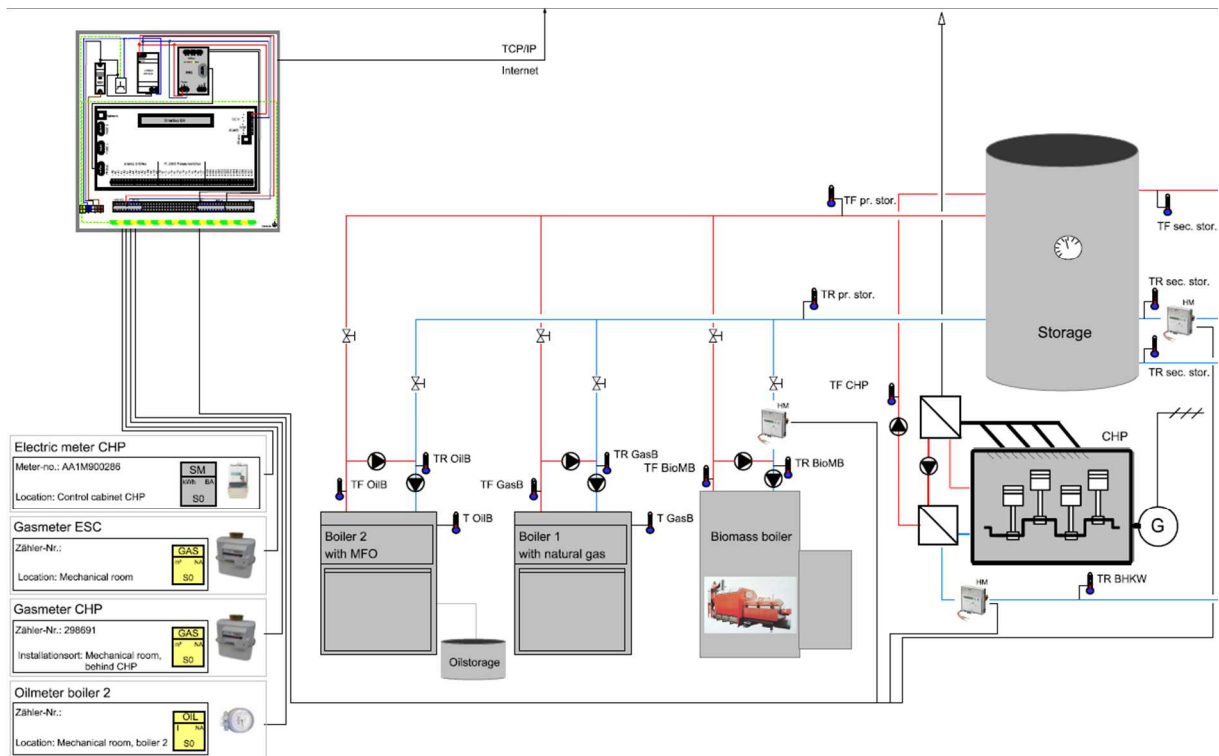 TCP/IP
Internet
TF pr. stor.
TF sec. stor.
TR pr. stor.
TR sec. stor.
HM
Storage
TR sec. stor.
TF CHP
HM
CHP
Electric meter CHP
Meter-no.: AA1M900286
SM
kWh BA
S0
Location: Control cabinet CHP
TR OilB
TR GasB
TF BioMB
TR BioMB
TF OilB
TF GasB
G
Gasmeter ESC
Zähler-Nr.:
GAS
m³ NA
S0
Location: Mechanical room
Boiler 2
with MFO
T OilB
Boiler 1
with natural gas
T GasB
Biomass boiler
HM
TR BHKW
Gasmeter CHP
Zähler-Nr.: 298691
GAS
m³ NA
S0
Installationsort: Mechanical room,
behind CHP
Oilstorage
Oilmeter boiler 2
Zähler-Nr.:
OIL
l NA
S0
Location: Mechanical room, boiler 2